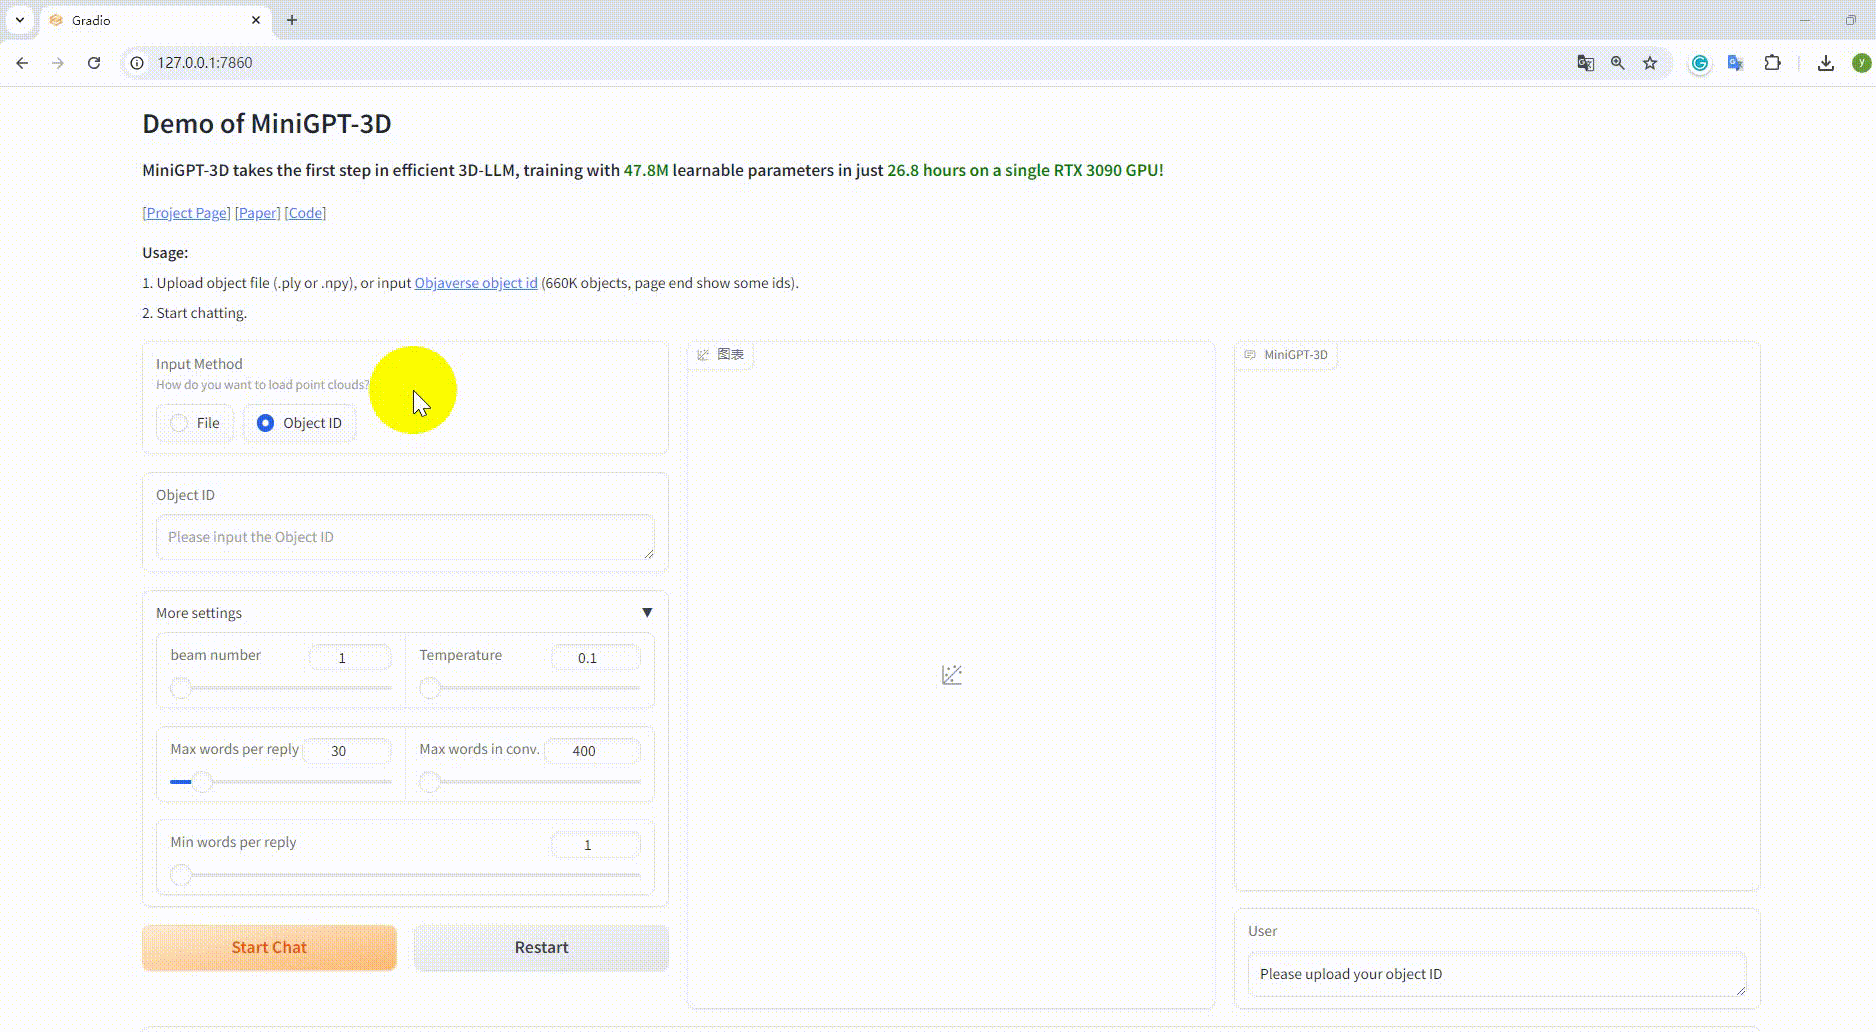 Gradio
127.0.0.1:7860
y
Demo of MiniGPT-3D
MiniGPT-3D takes the first step in efficient 3D-LLM, training with 47.8M learnable parameters in just 26.8 hours on a single RTX 3090 GPU!
[Project Page] [Paper] [Code]
Usage:
1. Upload object file (.ply or .npy), or input Objaverse object id (660K objects, page end show some ids).
2. Start chatting.
Input Method
How do you want to load point clouds?
File
Object ID
Object ID
Please input the Object ID
More settings ▼
beam number 1
Temperature 0.1
Max words per reply 30
Max words in conv. 400
Min words per reply 1
Start Chat
Restart
图表
MiniGPT-3D
User
Please upload your object ID